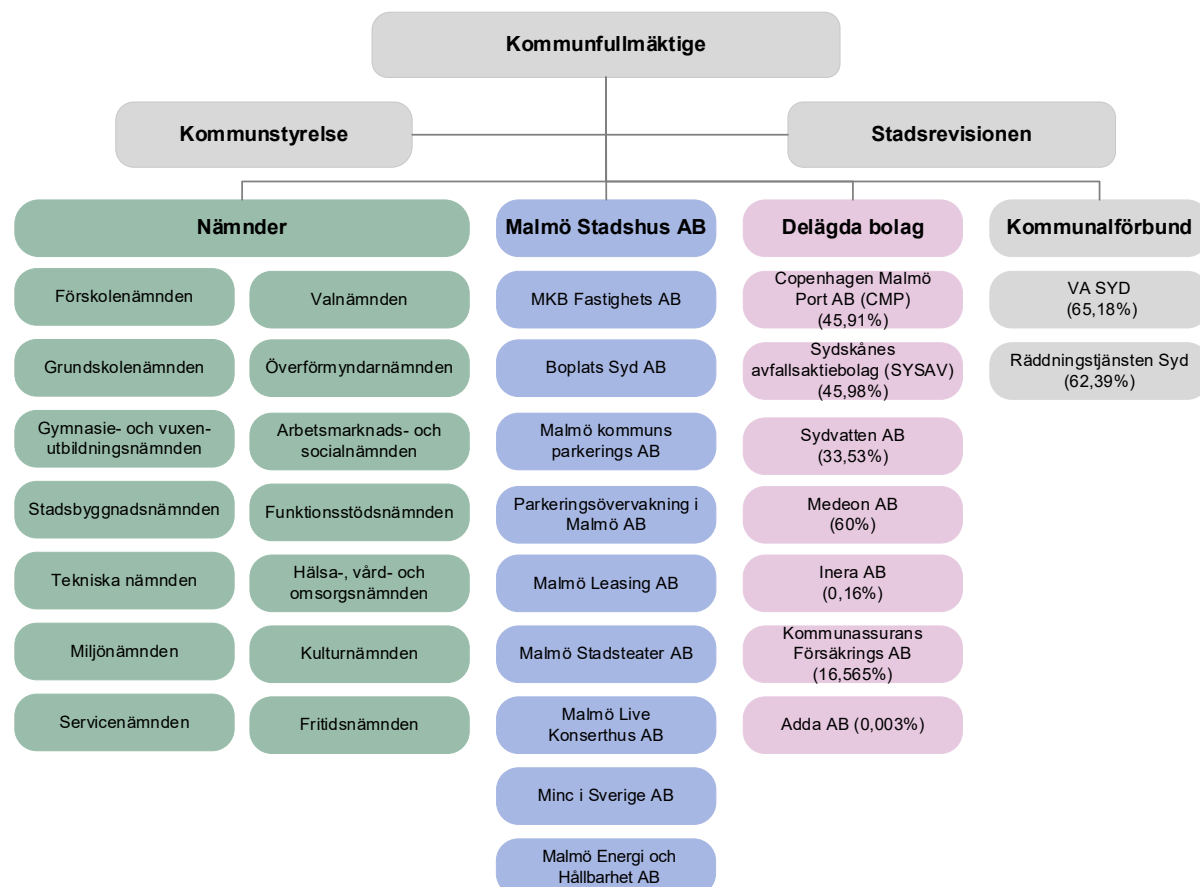 Kommunfullmäktige
Kommunstyrelse
Stadsrevisionen
Nämnder
Förskolenämnden
Grundskolenämnden
Gymnasie- och vuxen-
utbildningsnämnden
Stadsbyggnadsnämnden
Tekniska nämnden
Miljönämnden
Servicenämnden
Valnämnden
Överförmyndarnämnden
Arbetsmarknads- och
socialnämnden
Funktionsstödsnämnden
Hälsa-, vård- och
omsorgsnämnden
Kulturnämnden
Fritidsnämnden
Malmö Stadshus AB
MKB Fastighets AB
Boplats Syd AB
Malmö kommuns
parkerings AB
Parkeringsövervakning i
Malmö AB
Malmö Leasing AB
Malmö Stadsteater AB
Malmö Live
Konserthus AB
Minc i Sverige AB
Malmö Energi och
Hållbarhet AB
Delägda bolag
Copenhagen Malmö
Port AB (CMP)
(45,91%)
Sydskånes
avfallsaktiebolag (SYSAV)
(45,98%)
Sydvatten AB
(33,53%)
Medeon AB
(60%)
Inera AB
(0,16%)
Kommunassurans
Försäkrings AB
(16,565%)
Adda AB (0,003%)
Kommunalförbund
VA SYD
(65,18%)
Räddningstjänsten Syd
(62,39%)